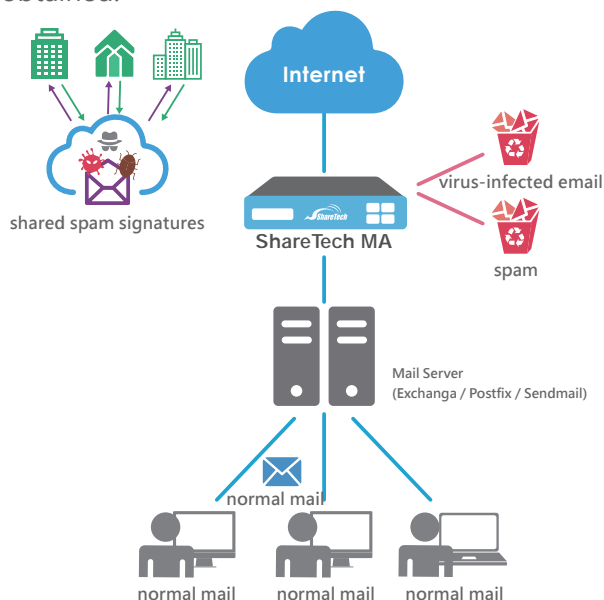 obtained.
Internet
shared spam signatures
ShareTech
ShareTech MA
virus-infected email
spam
Mail Server
(Exchanga / Postfix / Sendmail)
normal mail
normal mail
normal mail
normal mail